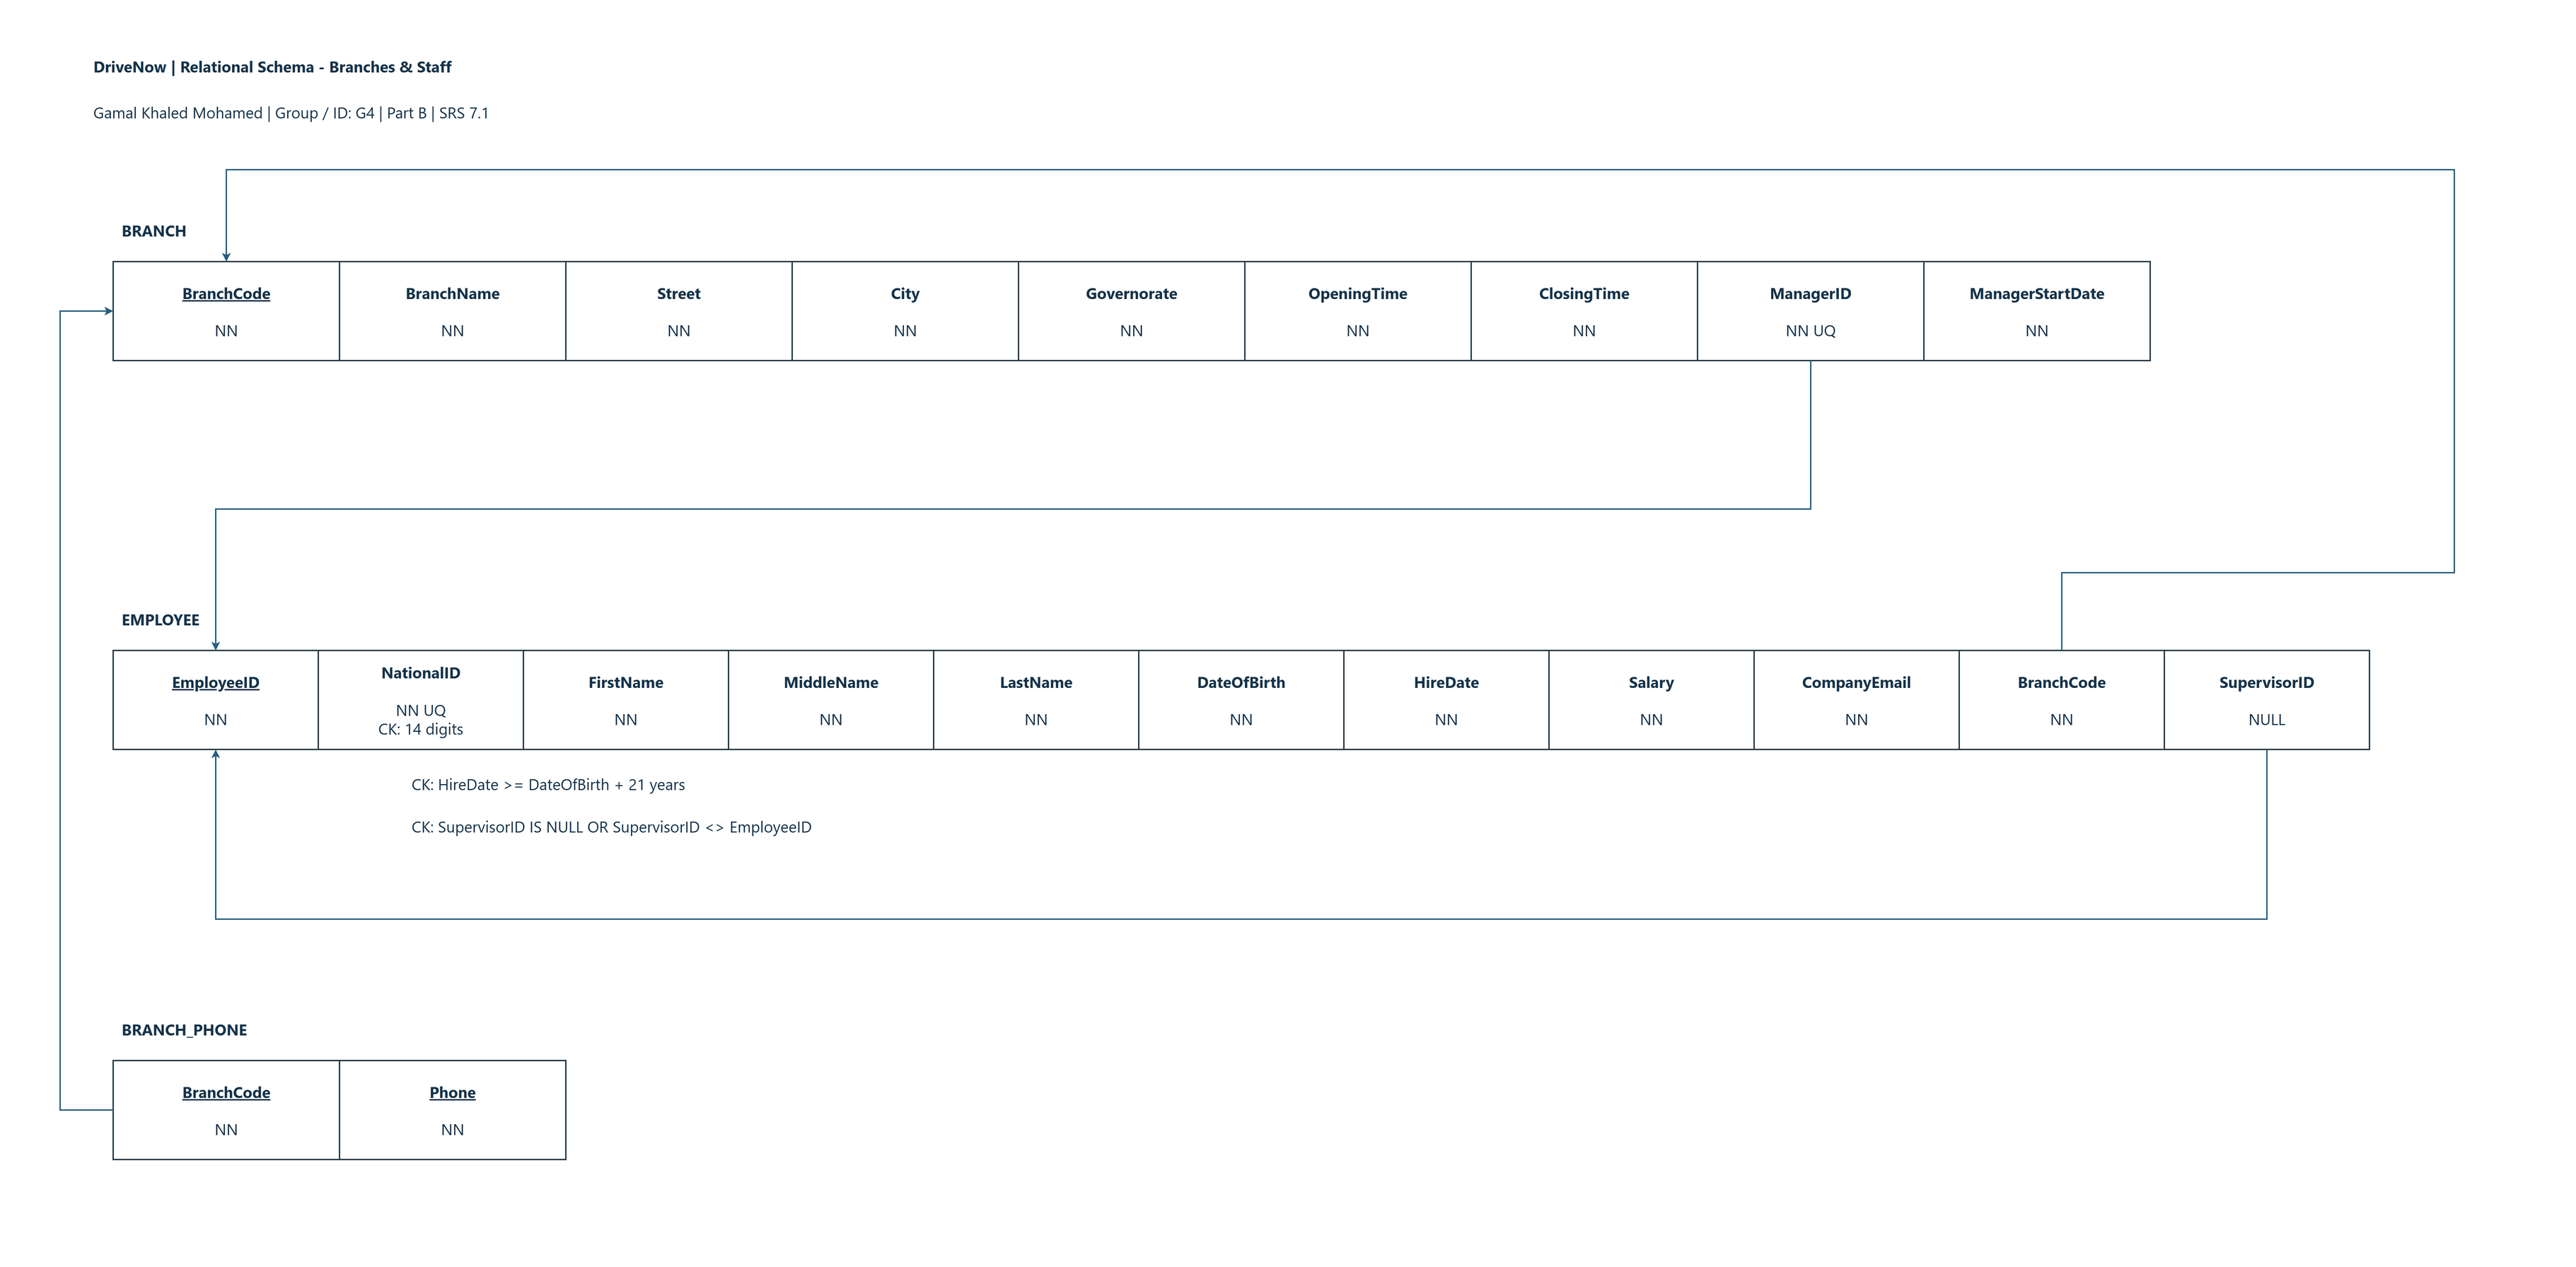 DriveNow | Relational Schema - Branches & Staff
Gamal Khaled Mohamed | Group / ID: G4 | Part B | SRS 7.1
BRANCH
BranchCode
NN
BranchName
NN
Street
NN
City
NN
Governorate
NN
OpeningTime
NN
ClosingTime
NN
ManagerID
NN UQ
ManagerStartDate
NN
EMPLOYEE
EmployeeID
NN
NationalID
NN UQ
CK: 14 digits
FirstName
NN
MiddleName
NN
LastName
NN
DateOfBirth
NN
HireDate
NN
Salary
NN
CompanyEmail
NN
BranchCode
NN
SupervisorID
NULL
CK: HireDate >= DateOfBirth + 21 years
CK: SupervisorID IS NULL OR SupervisorID <> EmployeeID
BRANCH_PHONE
BranchCode
NN
Phone
NN